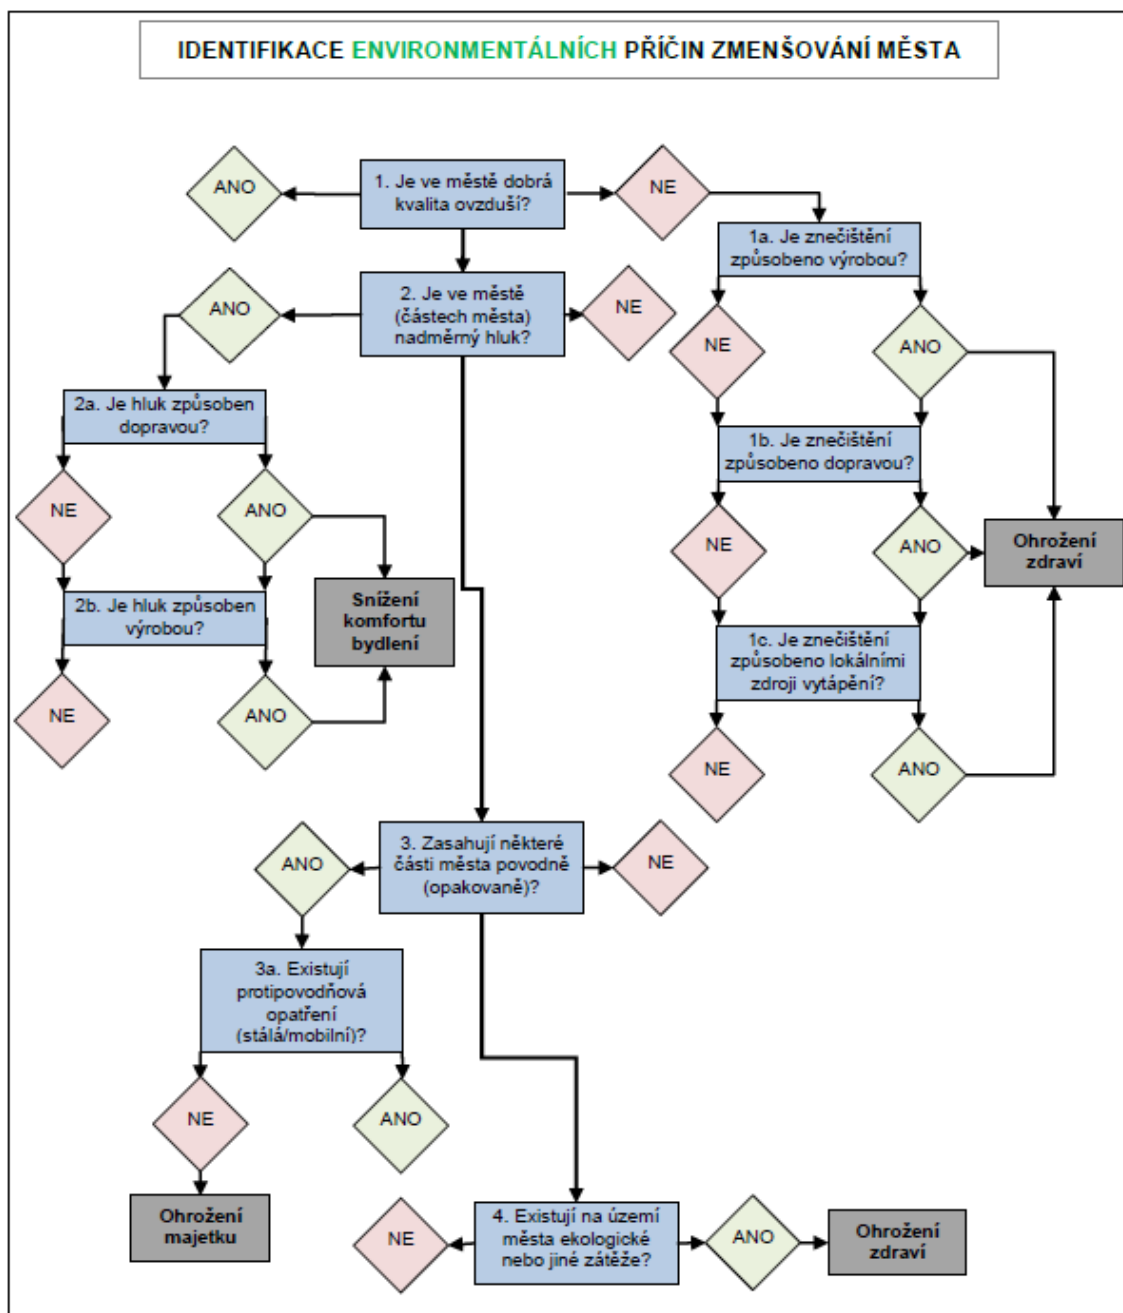 IDENTIFIKACE ENVIRONMENTÁLNÍCH PŘÍČIN ZMENŠOVÁNÍ MĚSTA
ANO
1. Je ve městě dobrá
kvalita ovzduší?
NE
1a. Je znečištění
způsobeno výrobou?
ANO
2. Je ve městě
(částech města)
nadměrný hluk?
NE
NE
ANO
2a. Je hluk způsoben
dopravou?
1b. Je znečištění
způsobeno dopravou?
NE
ANO
NE
ANO
Ohrožení
zdraví
2b. Je hluk způsoben
výrobou?
Snížení
komfortu
bydlení
1c. Je znečištění
způsobeno lokálními
zdroji vytápění?
NE
ANO
NE
ANO
ANO
3. Zasahují některé
části města povodně
(opakovaně)?
NE
3a. Existují
protipovodňová
opatření
(stálá/mobilní)?
NE
ANO
Ohrožení
majetku
NE
4. Existují na území
města ekologické
nebo jiné zátěže?
ANO
Ohrožení
zdraví